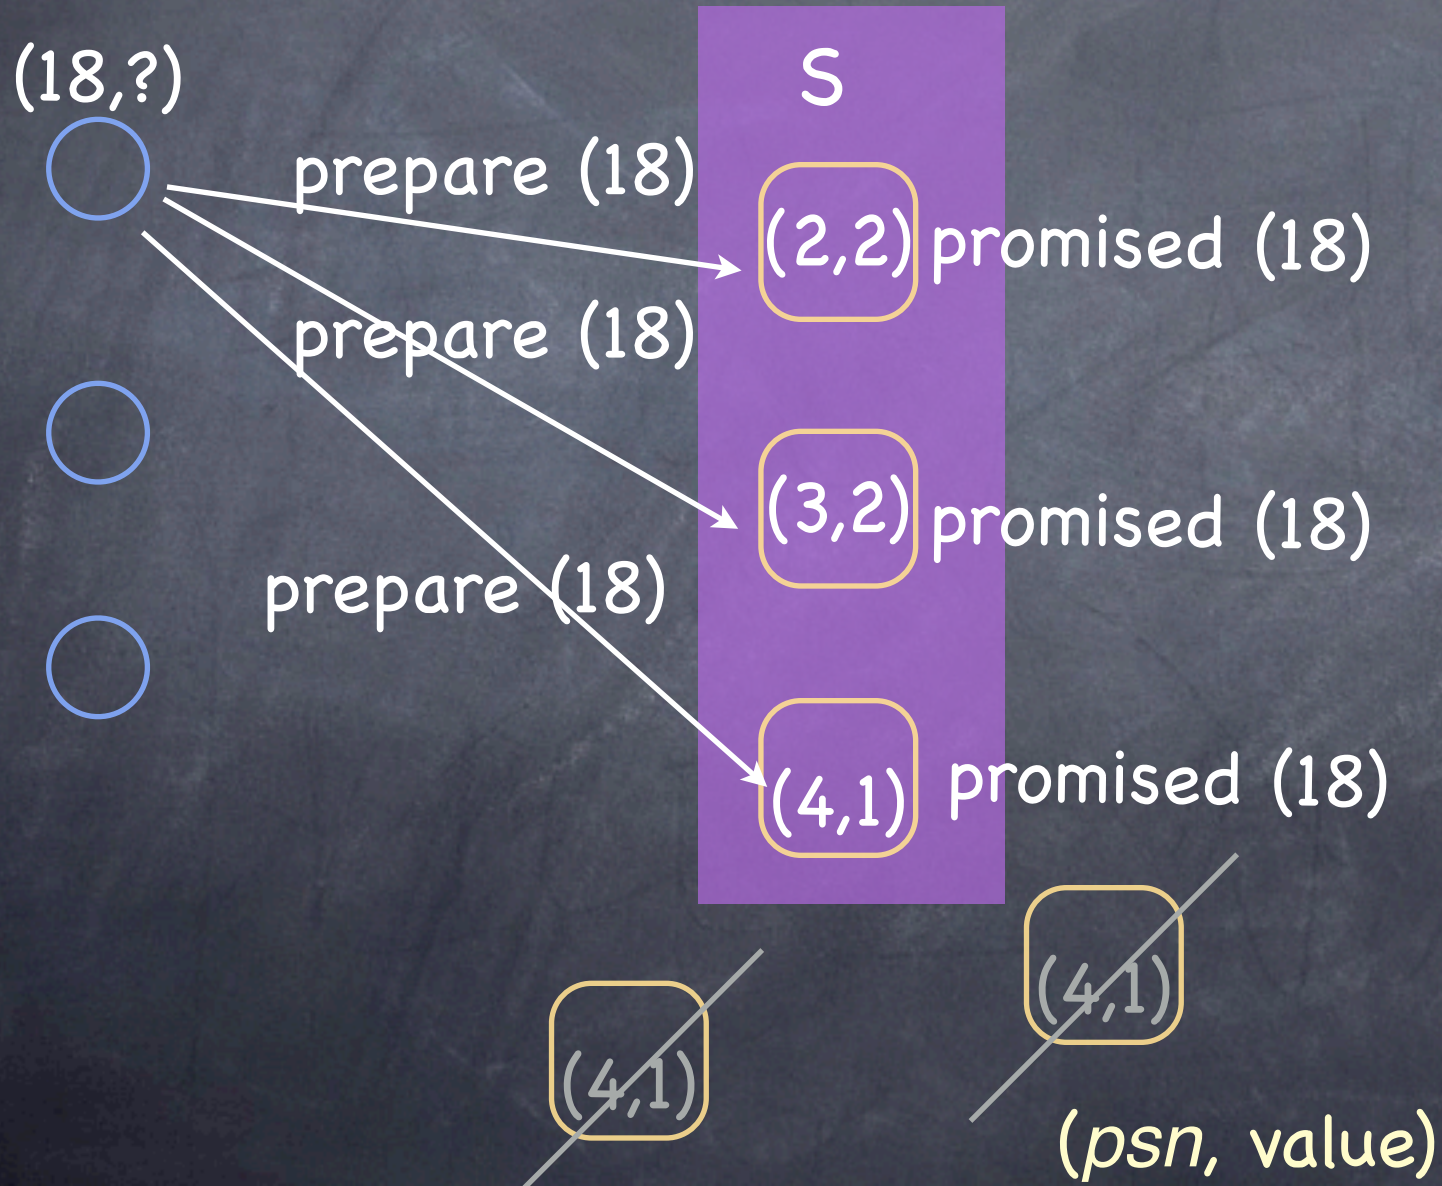 (18,?)
S
prepare (18)
(2,2) promised (18)
prepare (18)
(3,2) promised (18)
prepare (18)
(4,1) promised (18)
(4,1)
(4,1)
(psn, value)